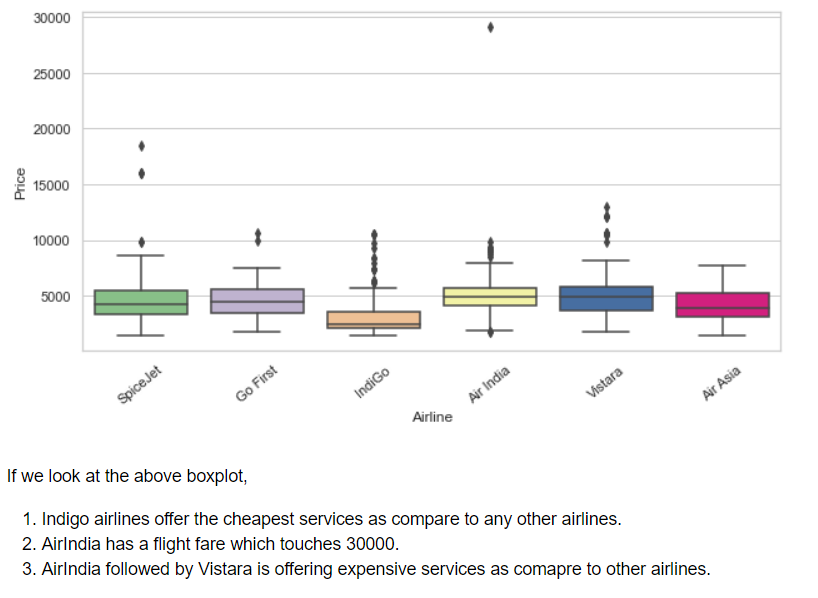 30000
25000
20000
15000
10000
5000
Price
SpiceJet
Go First
IndiGo
Air India
Vistara
Air Asia
Airline
If we look at the above boxplot,
1. Indigo airlines offer the cheapest services as compare to any other airlines.
2. AirIndia has a flight fare which touches 30000.
3. AirIndia followed by Vistara is offering expensive services as comapre to other airlines.